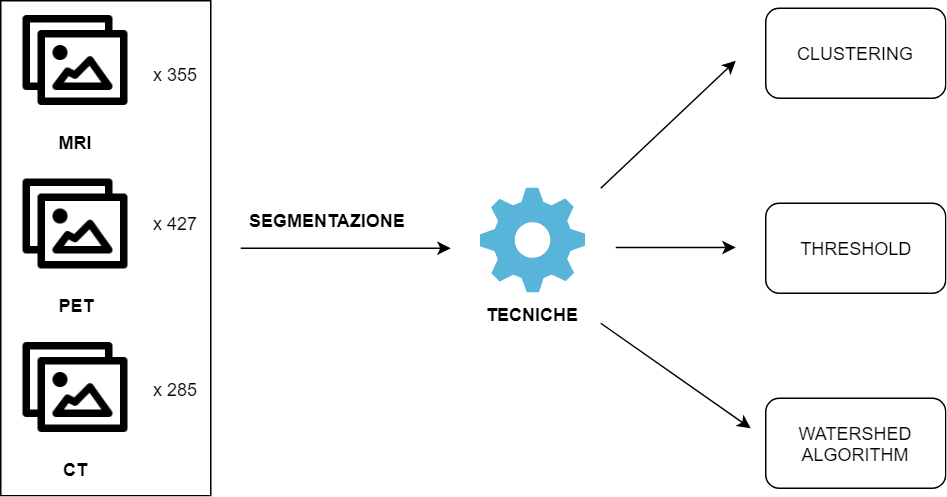 x 355
MRI
x 427
PET
x 285
CT
SEGMENTAZIONE
TECNICHE
CLUSTERING
THRESHOLD
WATERSHED
ALGORITHM